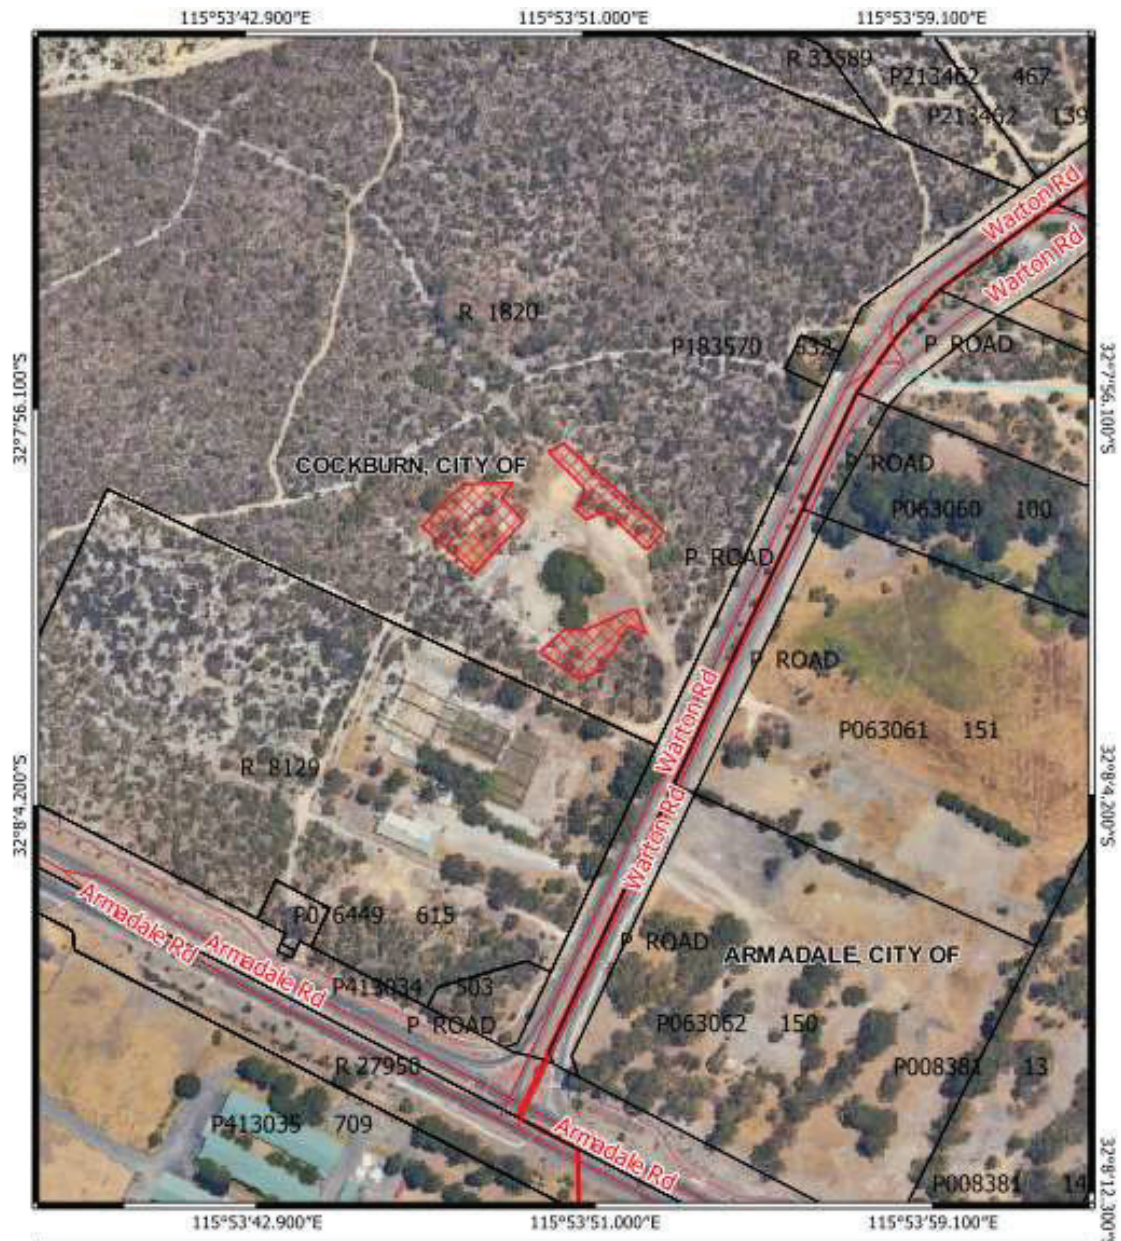 115°53'42.900"E 115°53'51.000"E 115°53'59.100"E
R 33589
P213462 467
P213462 139
Warton Rd
Warton Rd
R 1820
P183570 632
P ROAD
32°7'56.100"S
32°7'56.100"S
COCKBURN, CITY OF
P ROAD
P063060 100
P ROAD
P ROAD
P063061 151
Warton Rd
R 8129
32°8'4.200"S
32°8'4.200"S
Warton Rd
P076449 615
Armadale Rd
Armadale Rd
P ROAD
ARMADALE, CITY OF
P413034 503
P ROAD
P063062 150
R 27950
P008381 13
P413035 709
Armadale Rd
P008381 14
32°8'12.300"S
115°53'42.900"E 115°53'51.000"E 115°53'59.100"E